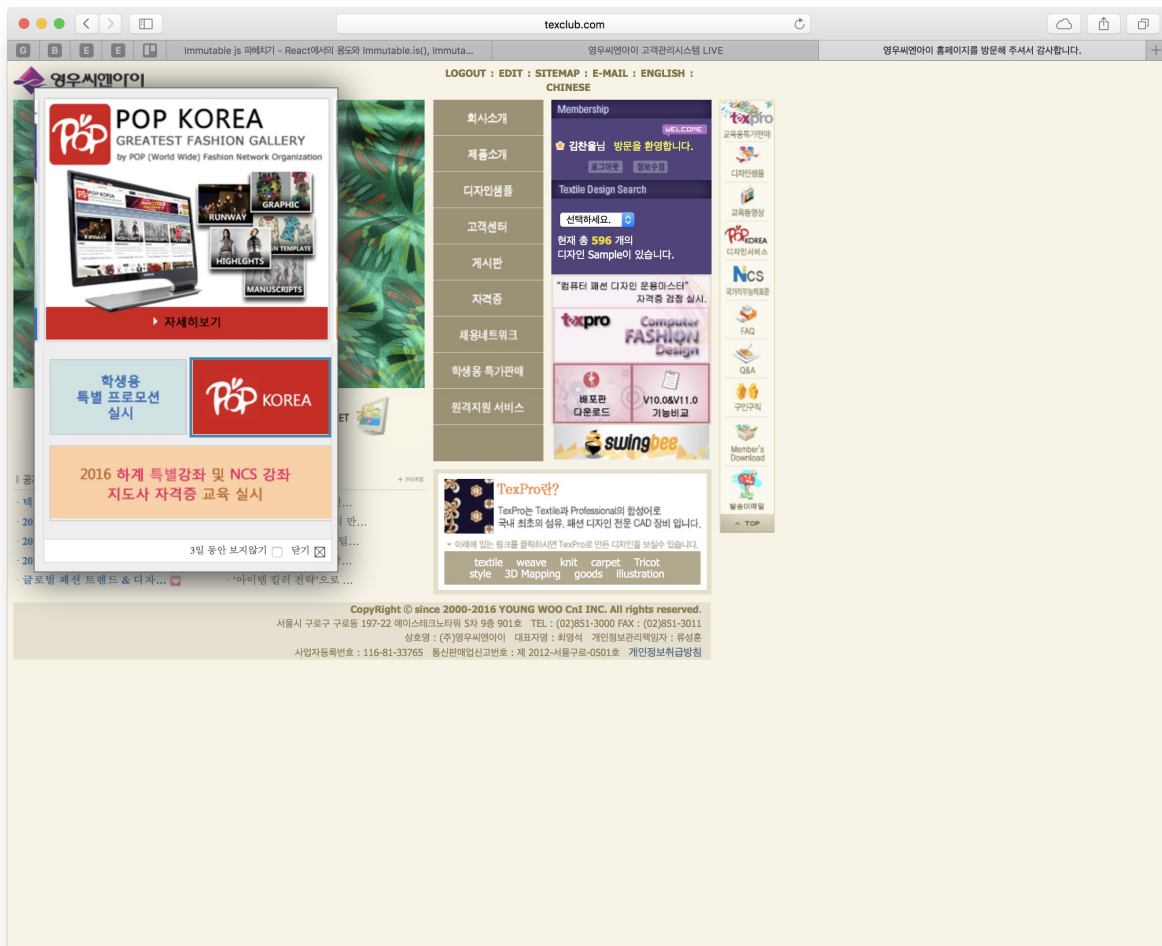 texclub.com
G B E E
Immutable js 파헤치기 - React에서의 용도와 Immutable.is(), Immuta...
영우씨엔아이 고객관리시스템 LIVE
영우씨엔아이 홈페이지를 방문해 주셔서 감사합니다.
영우씨엔아이
LOGOUT : EDIT : SITEMAP : E-MAIL : ENGLISH :
CHINESE
POP
POP KOREA
GREATEST FASHION GALLERY
by POP (World Wide) Fashion Network Organization
RUNWAY
GRAPHIC
HIGHLGHTS
GN TEMPLATE
MANUSCRIPTS
자세히보기
학생용
특별 프로모션
실시
POP KOREA
2016 하계 특별강좌 및 NCS 강좌
지도사 자격증 교육 실시
3일 동안 보지않기 닫기
ET
+ MORE
· 글로벌 패션 트렌드 & 디자...
· ‘아이템 킬러 전략’으로 ...
회사소개
제품소개
디자인샘플
고객센터
게시판
자격증
채용네트워크
학생용 특가판매
원격지원 서비스
Membership
WELCOME
김찬울님 방문을 환영합니다.
로그아웃 정보수정
Textile Design Search
선택하세요.
현재 총 596 개의
디자인 Sample이 있습니다.
"컴퓨터 패션 디자인 운용마스터"
자격증 검정 실시.
texpro
Computer
FASHION
Design
배포판
다운로드
V10.0&V11.0
기능비교
swingbee
TexPro란?
TexPro는 Textile과 Professional의 합성어로
국내 최초의 섬유, 패션 디자인 전문 CAD 장비 입니다.
아래에 있는 링크를 클릭하시면 TexPro로 만든 디자인을 보실수 있습니다.
textile weave knit carpet Tricot
style 3D Mapping goods illustration
texpro
교육용특가판매
디자인샘플
교육동영상
POP KOREA
디자인서비스
NCS
국가직무능력표준
FAQ
Q&A
구인구직
Member's
Download
발송이메일
TOP
CopyRight © since 2000-2016 YOUNG WOO CnI INC. All rights reserved.
서울시 구로구 구로동 197-22 에이스테크노타워 5차 9층 901호 TEL : (02)851-3000 FAX : (02)851-3011
상호명 : (주)영우씨엔아이 대표자명 : 최영석 개인정보관리책임자 : 류성훈
사업자등록번호 : 116-81-33765 통신판매업신고번호 : 제 2012-서울구로-0501호 개인정보취급방침